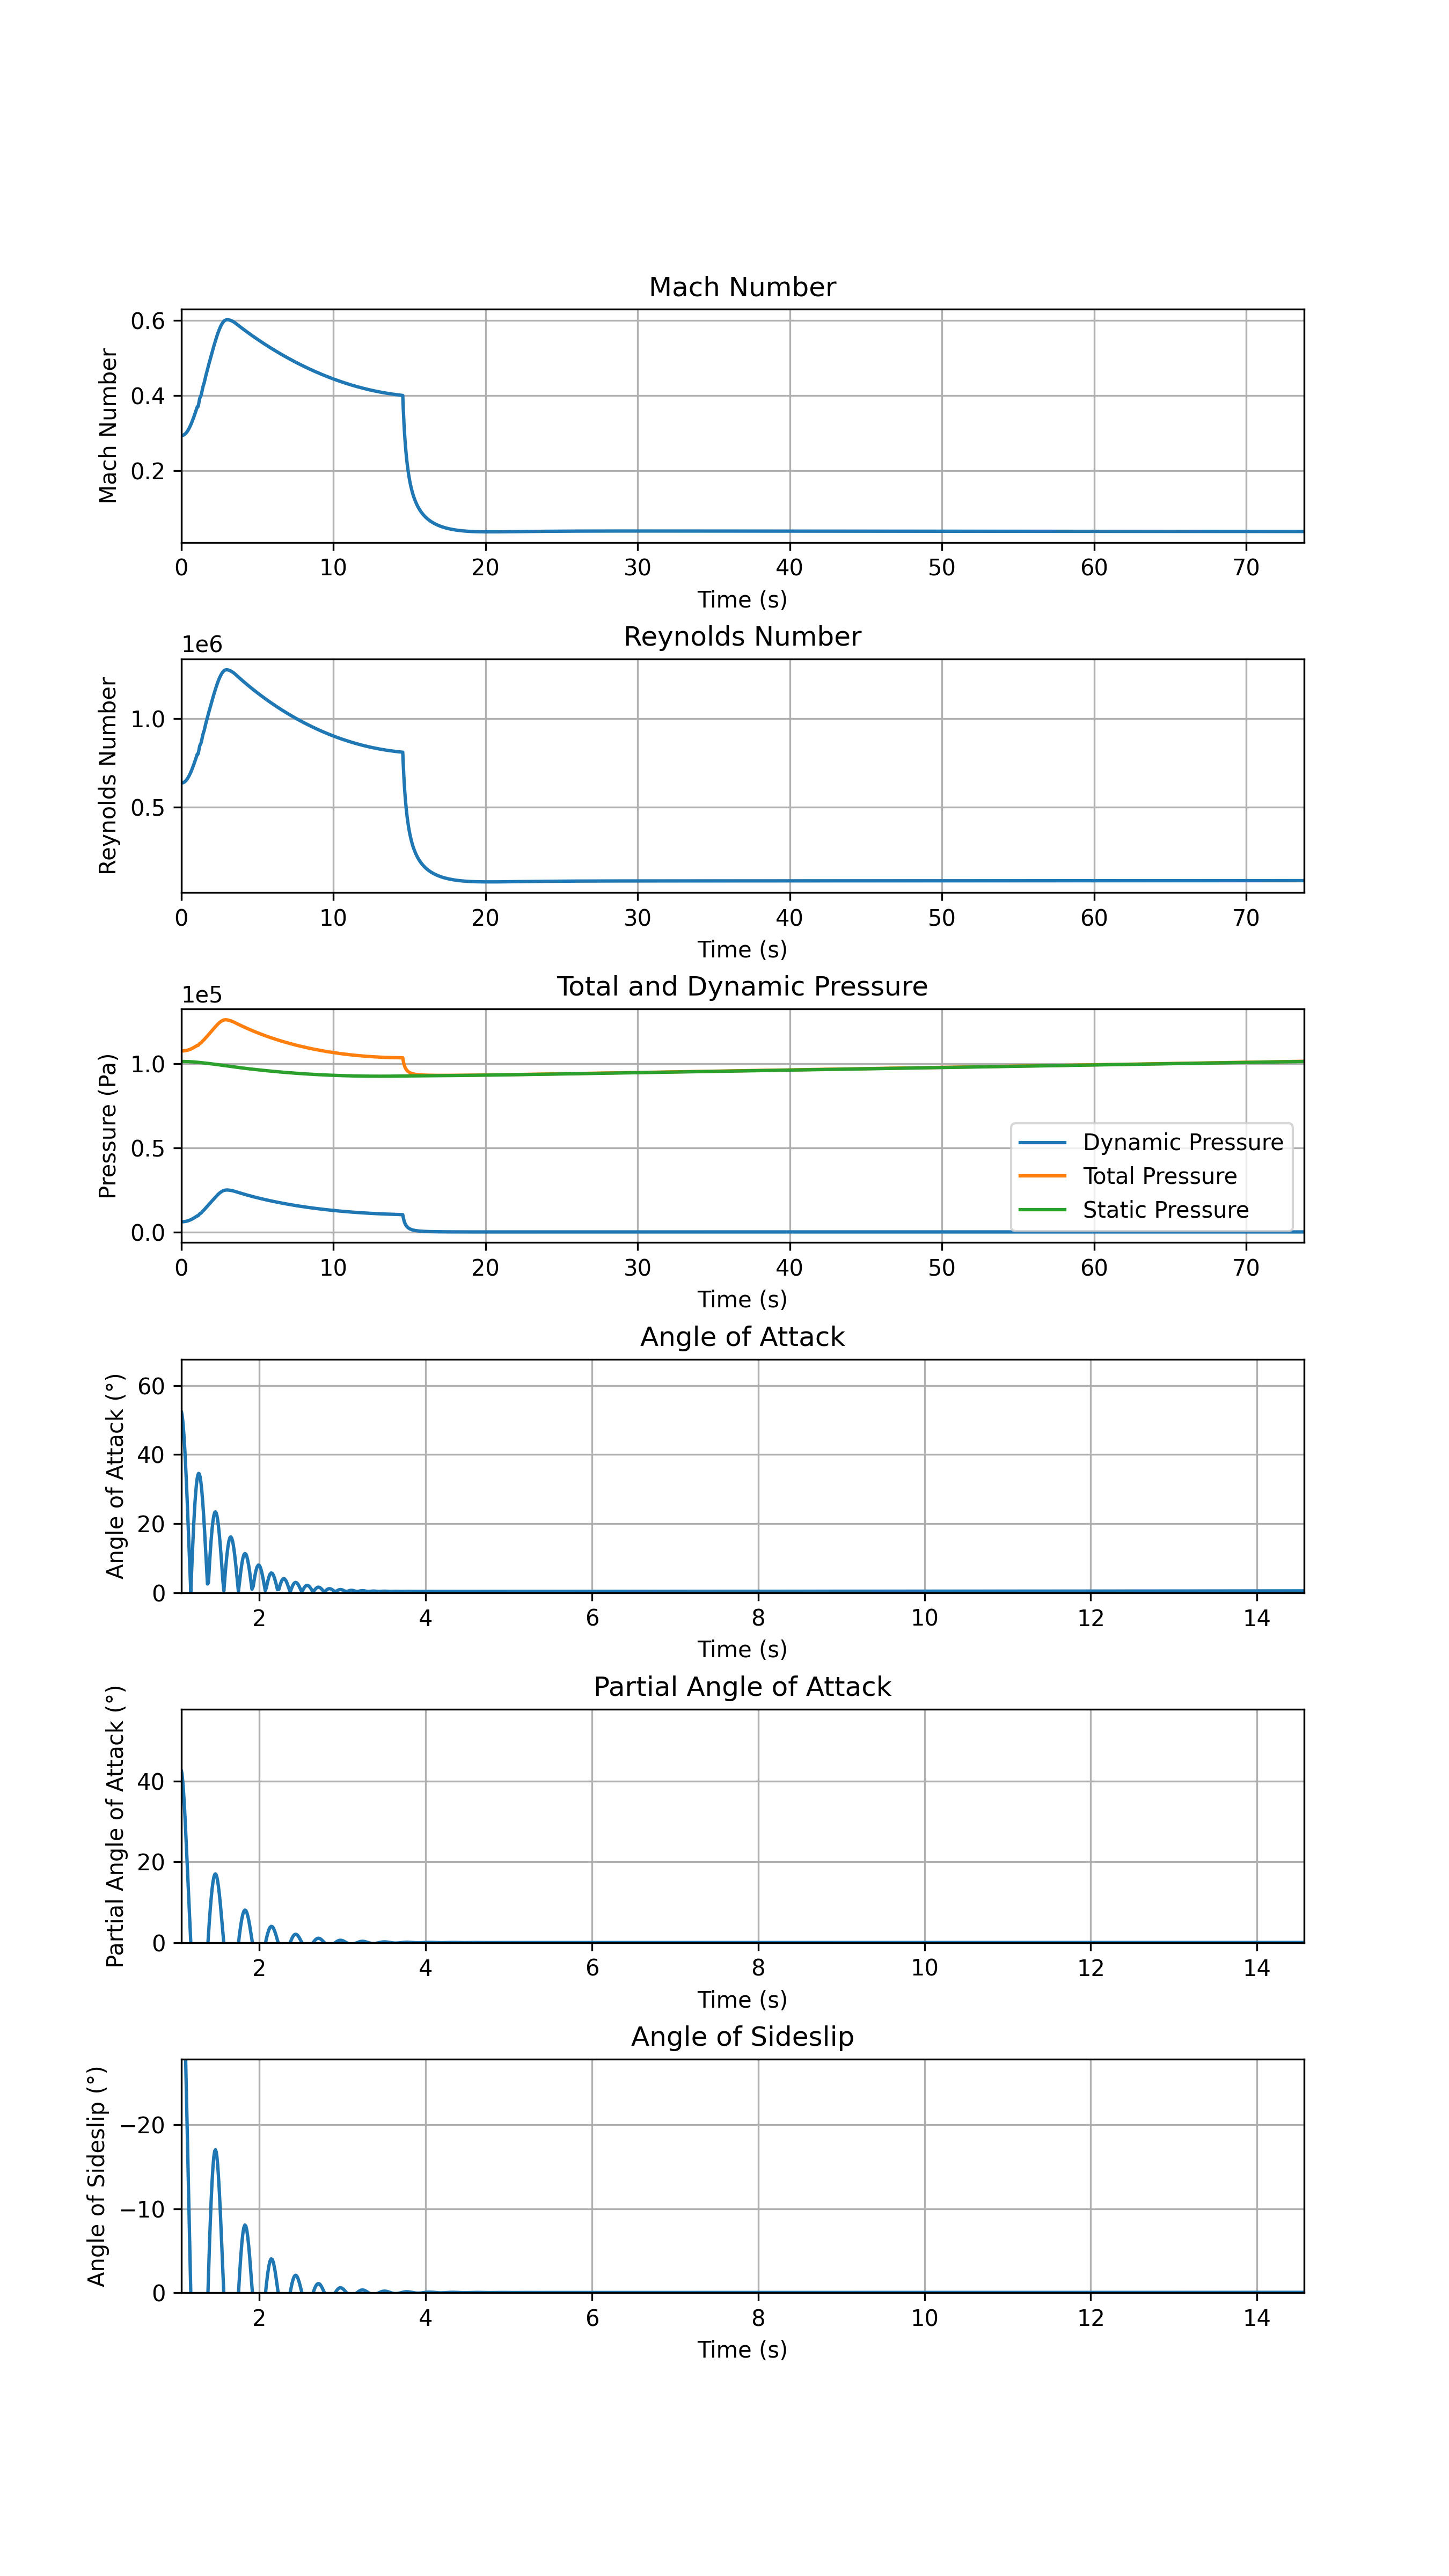 Mach Number
Mach Number
0.6
0.4
0.2
0 10 20 30 40 50 60 70
Time (s)
Reynolds Number
1e6
Reynolds Number
1.0
0.5
0 10 20 30 40 50 60 70
Time (s)
Total and Dynamic Pressure
1e5
Pressure (Pa)
1.0
0.5
0.0
Dynamic Pressure
Total Pressure
Static Pressure
0 10 20 30 40 50 60 70
Time (s)
Angle of Attack
Angle of Attack (°)
60
40
20
0
2 4 6 8 10 12 14
Time (s)
Partial Angle of Attack
Partial Angle of Attack (°)
40
20
0
2 4 6 8 10 12 14
Time (s)
Angle of Sideslip
Angle of Sideslip (°)
−20
−10
0
2 4 6 8 10 12 14
Time (s)